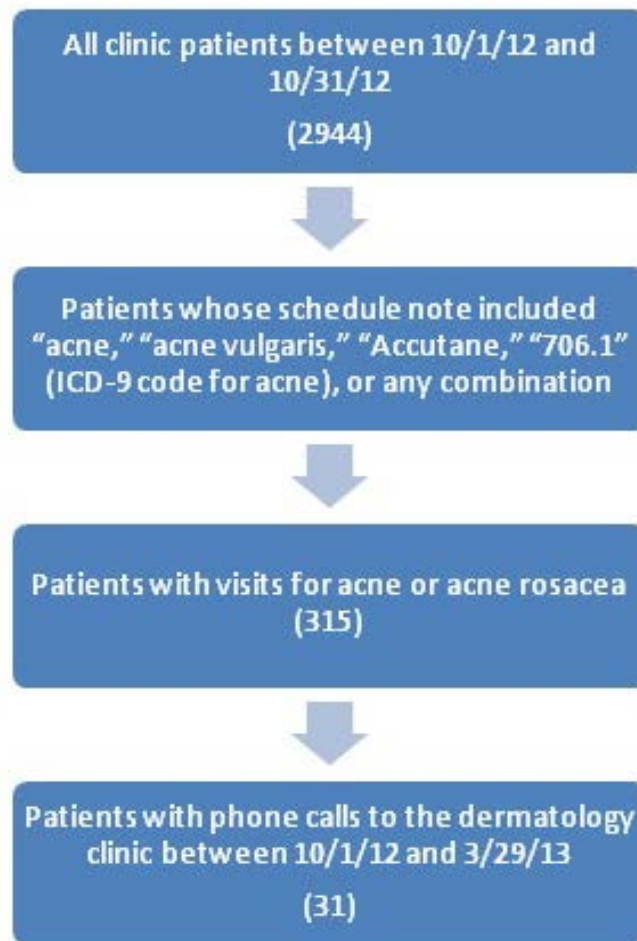 All clinic patients between 10/1/12 and
10/31/12
(2944)
Patients whose schedule note included
“acne,” “acne vulgaris,” “Accutane,” “706.1”
(ICD-9 code for acne), or any combination
Patients with visits for acne or acne rosacea
(315)
Patients with phone calls to the dermatology
clinic between 10/1/12 and 3/29/13
(31)